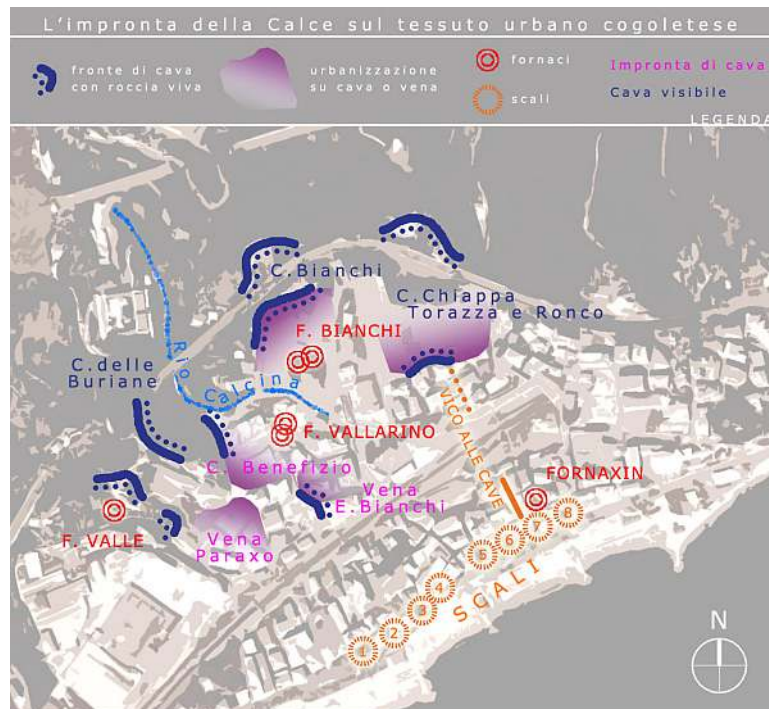 L'impronta della Calce sul tessuto urbano cogoletese
fronte di cava
con roccia viva
urbanizzazione
su cava o vena
fornaci
scali
Impronta di cava
Cava visibile
LEGENDA
C.Bianchi
C.Chiappa
Torazza e Ronco
F. BIANCHI
C.delle
Buriane
Rio Calcina
VICO ALLE CAVE
F. VALLARINO
C. Benefizio
Vena
E.Bianchi
FORNAXIN
F. VALLE
Vena
Paraxo
8
7
6
5
4
3
2
1
SCALI
N